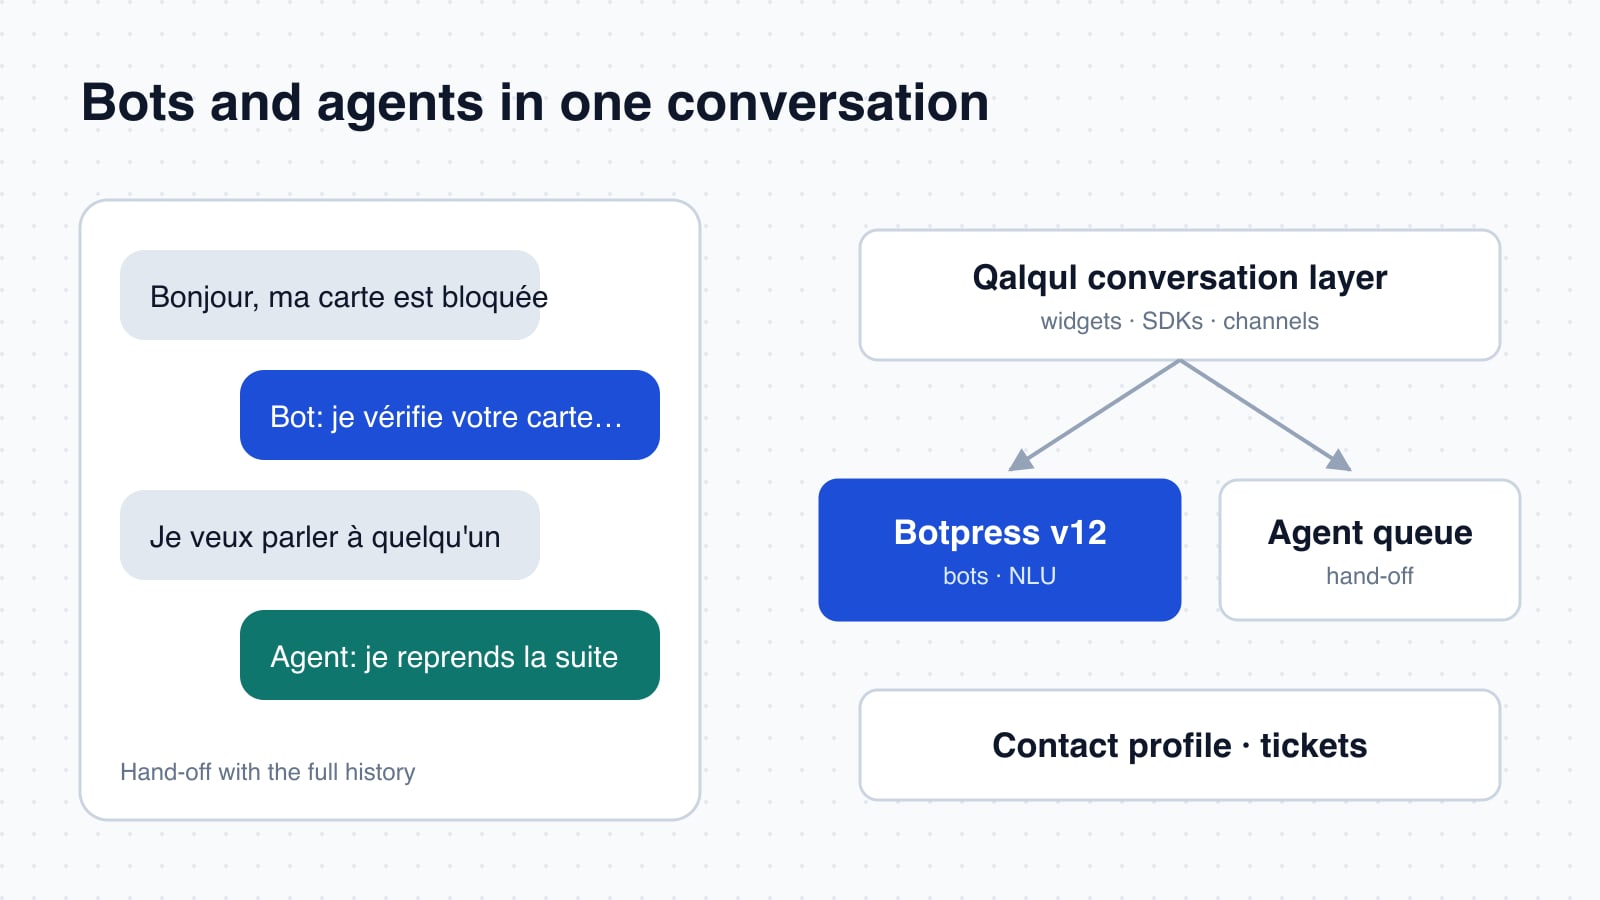 Bots and agents in one conversation
Bonjour, ma carte est bloquée
Bot: je vérifie votre carte…
Je veux parler à quelqu'un
Agent: je reprends la suite
Hand-off with the full history
Qalqul conversation layer
widgets · SDKs · channels
Botpress v12
bots · NLU
Agent queue
hand-off
Contact profile · tickets